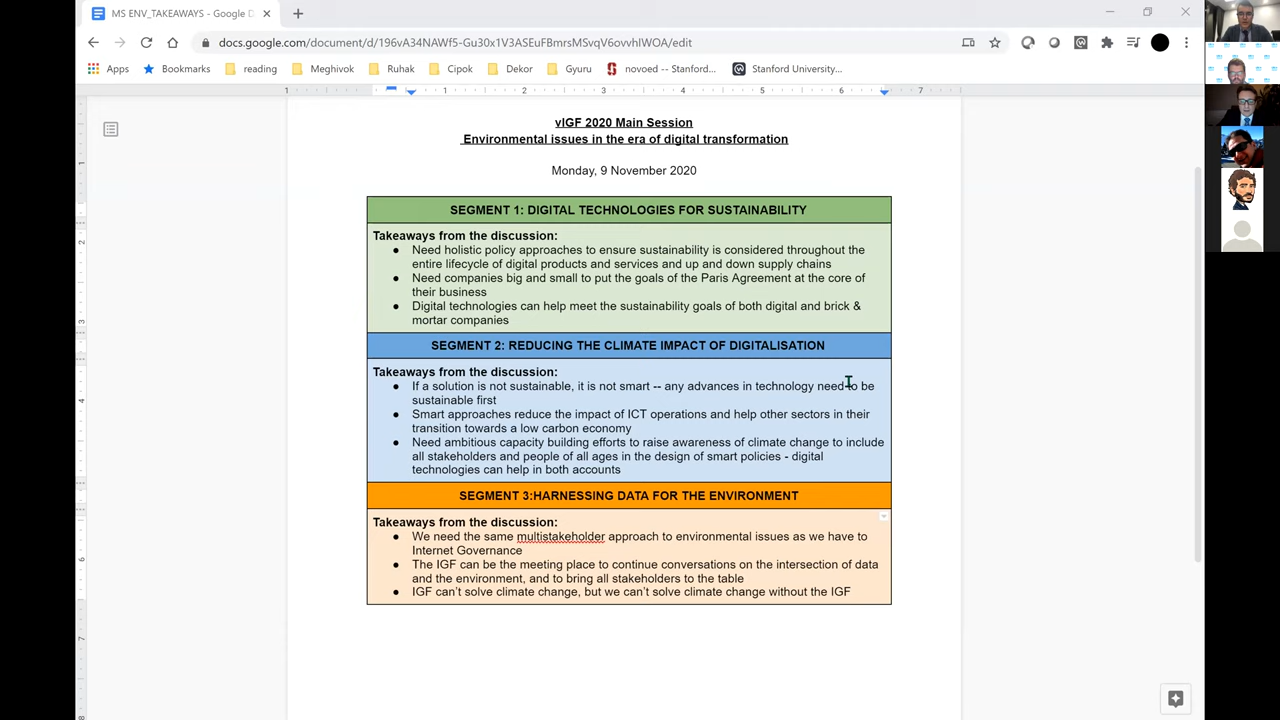 MS ENV_TAKEAWAYS - Google D
docs.google.com/document/d/196vA34NAWf5-Gu30x1V3ASEuFBmrsMSvqV6ovvhIWOA/edit
Apps Bookmarks reading Meghivok Ruhak Cipok Gyuru novoed -- Stanford... Stanford University...
1 1 2 3 4 5 6 7
vIGF 2020 Main Session
Environmental issues in the era of digital transformation
Monday, 9 November 2020
SEGMENT 1: DIGITAL TECHNOLOGIES FOR SUSTAINABILITY
Takeaways from the discussion:
● Need holistic policy approaches to ensure sustainability is considered throughout the
entire lifecycle of digital products and services and up and down supply chains
● Need companies big and small to put the goals of the Paris Agreement at the core of
their business
● Digital technologies can help meet the sustainability goals of both digital and brick &
mortar companies
SEGMENT 2: REDUCING THE CLIMATE IMPACT OF DIGITALISATION
Takeaways from the discussion:
● If a solution is not sustainable, it is not smart -- any advances in technology need to be
sustainable first
● Smart approaches reduce the impact of ICT operations and help other sectors in their
transition towards a low carbon economy
● Need ambitious capacity building efforts to raise awareness of climate change to include
all stakeholders and people of all ages in the design of smart policies - digital
technologies can help in both accounts
SEGMENT 3:HARNESSING DATA FOR THE ENVIRONMENT
Takeaways from the discussion:
● We need the same multistakeholder approach to environmental issues as we have to
Internet Governance
● The IGF can be the meeting place to continue conversations on the intersection of data
and the environment, and to bring all stakeholders to the table
● IGF can't solve climate change, but we can't solve climate change without the IGF